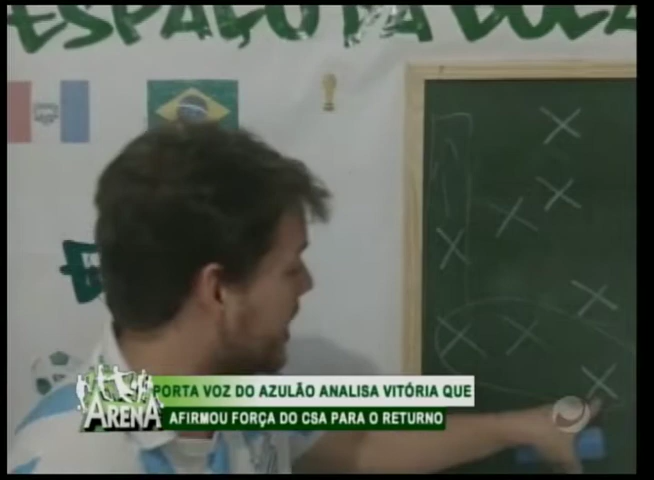 ESPAÇO DA BOLA
PORTA VOZ DO AZULÃO ANALISA VITÓRIA QUE
ARENA
AFIRMOU FORÇA DO CSA PARA O RETURNO